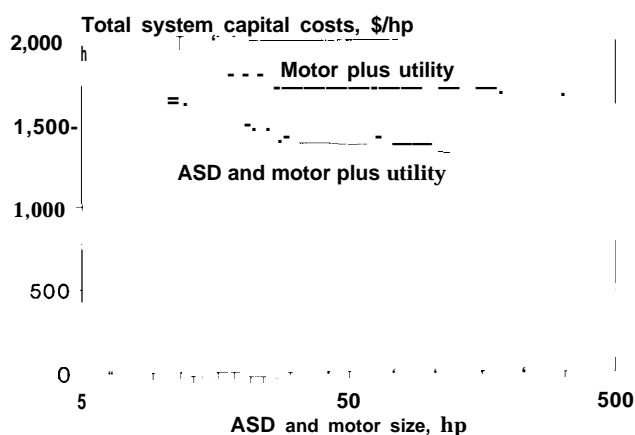 Total system capital costs, $/hp
2,000
Motor plus utility
1,500
ASD and motor plus utility
1,000
500
0
5 50 500
ASD and motor size, hp